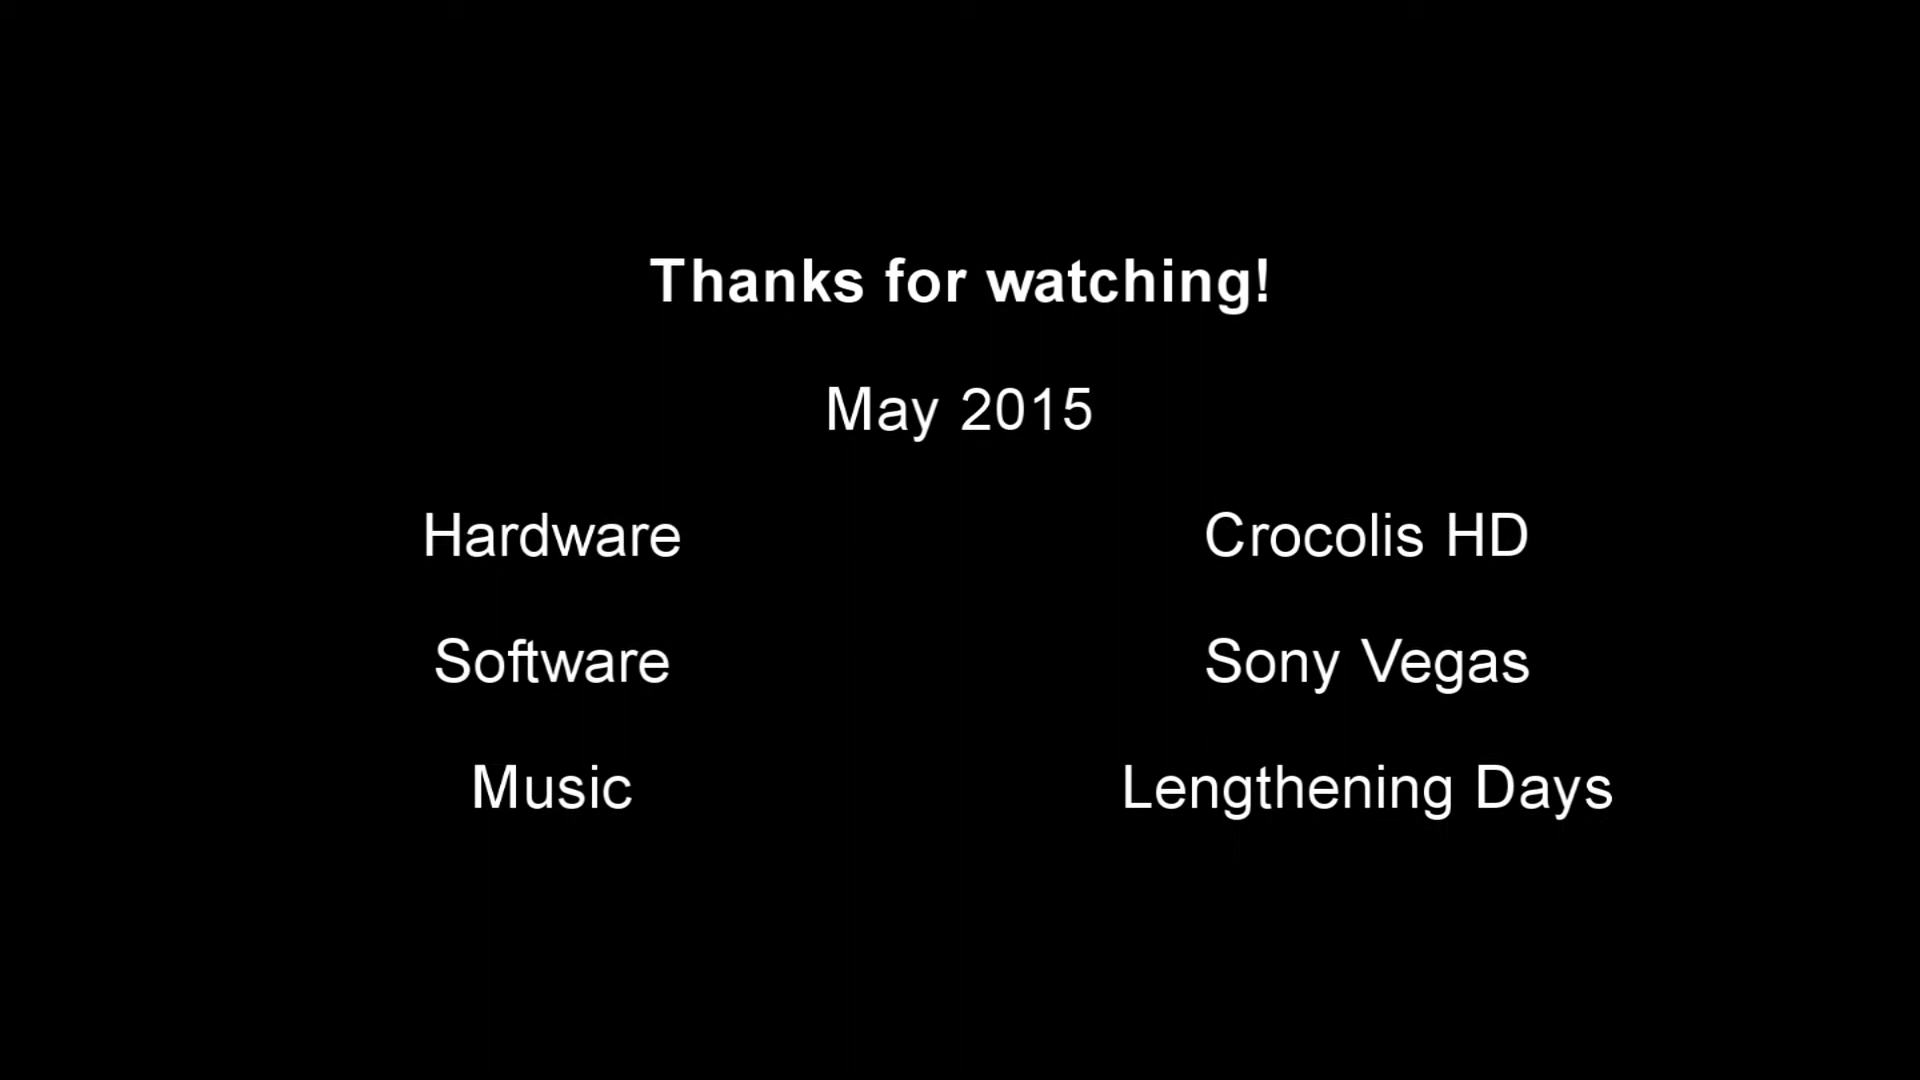 Thanks for watching!
May 2015
Hardware Crocolis HD
Software Sony Vegas
Music Lengthening Days